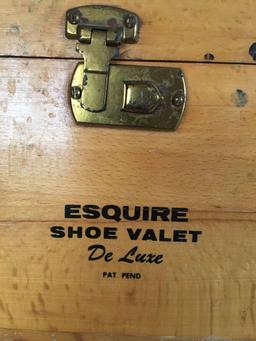 ESQUIRE
SHOE VALET
De Luxe
PAT. PEND